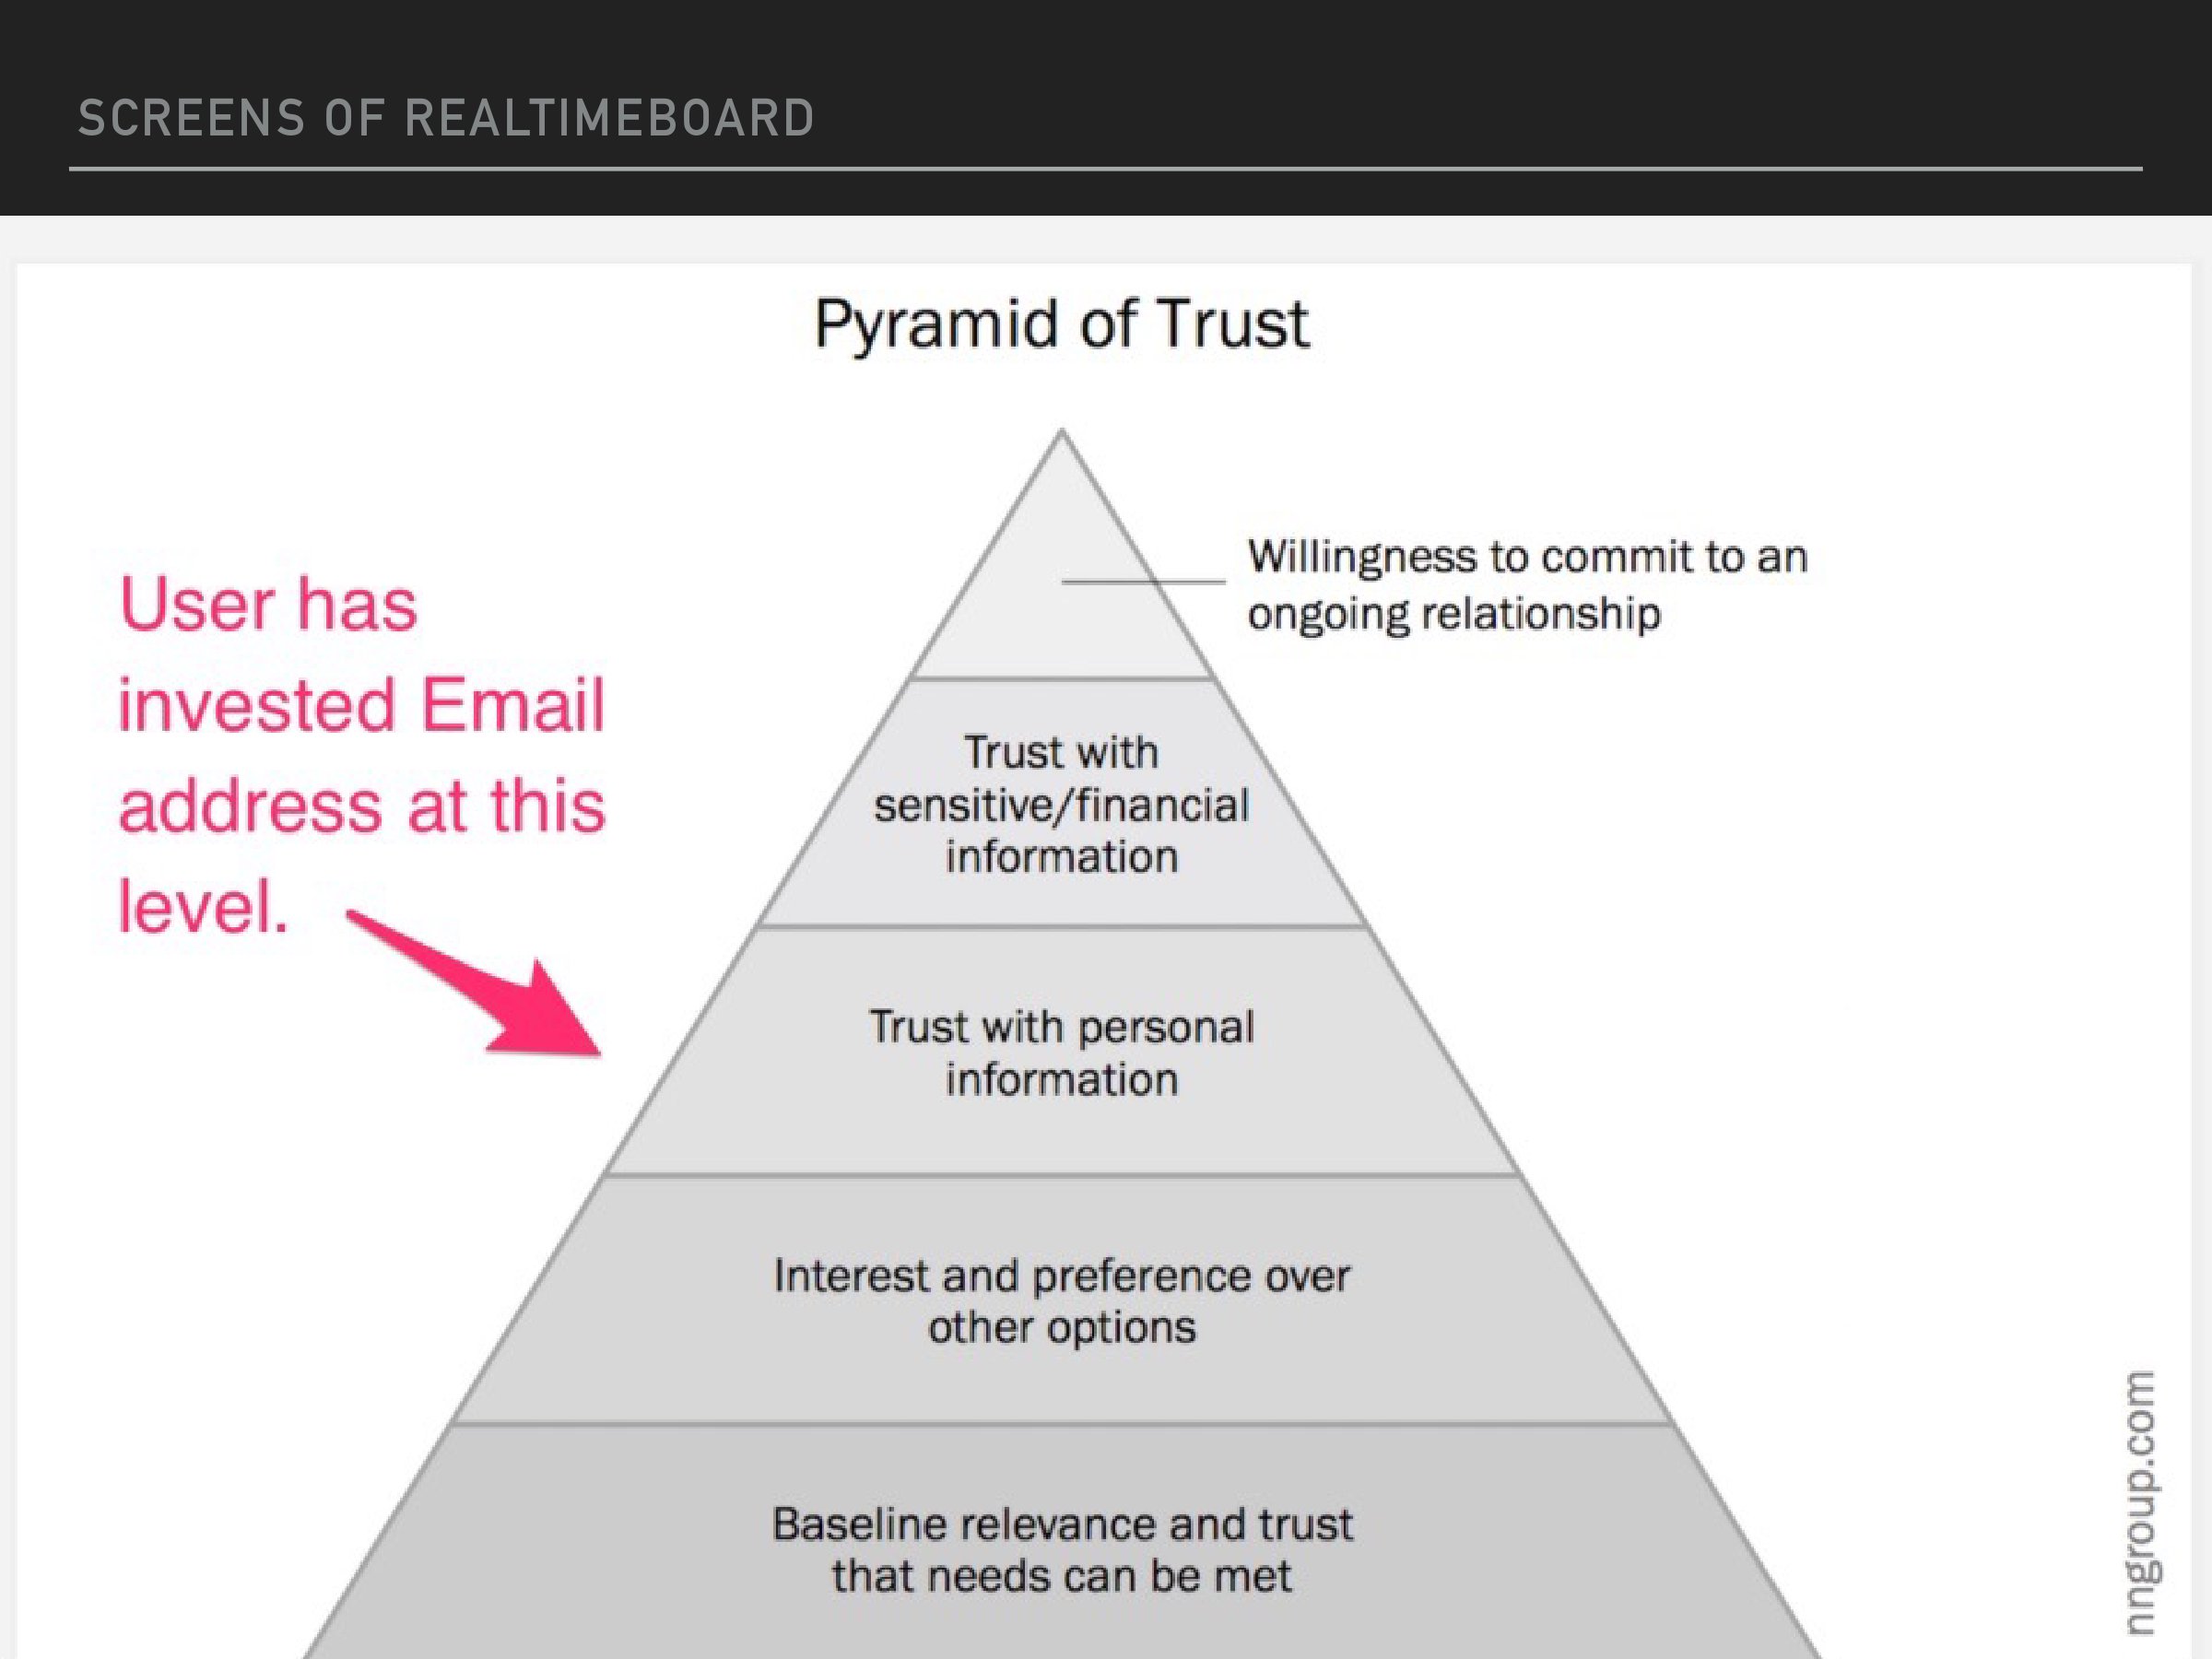 SCREENS OF REALTIMEBOARD
Pyramid of Trust
Willingness to commit to an
ongoing relationship
User has
invested Email
address at this
level.
Trust with
sensitive/financial
information
Trust with personal
information
Interest and preference over
other options
Baseline relevance and trust
that needs can be met
nngroup.com